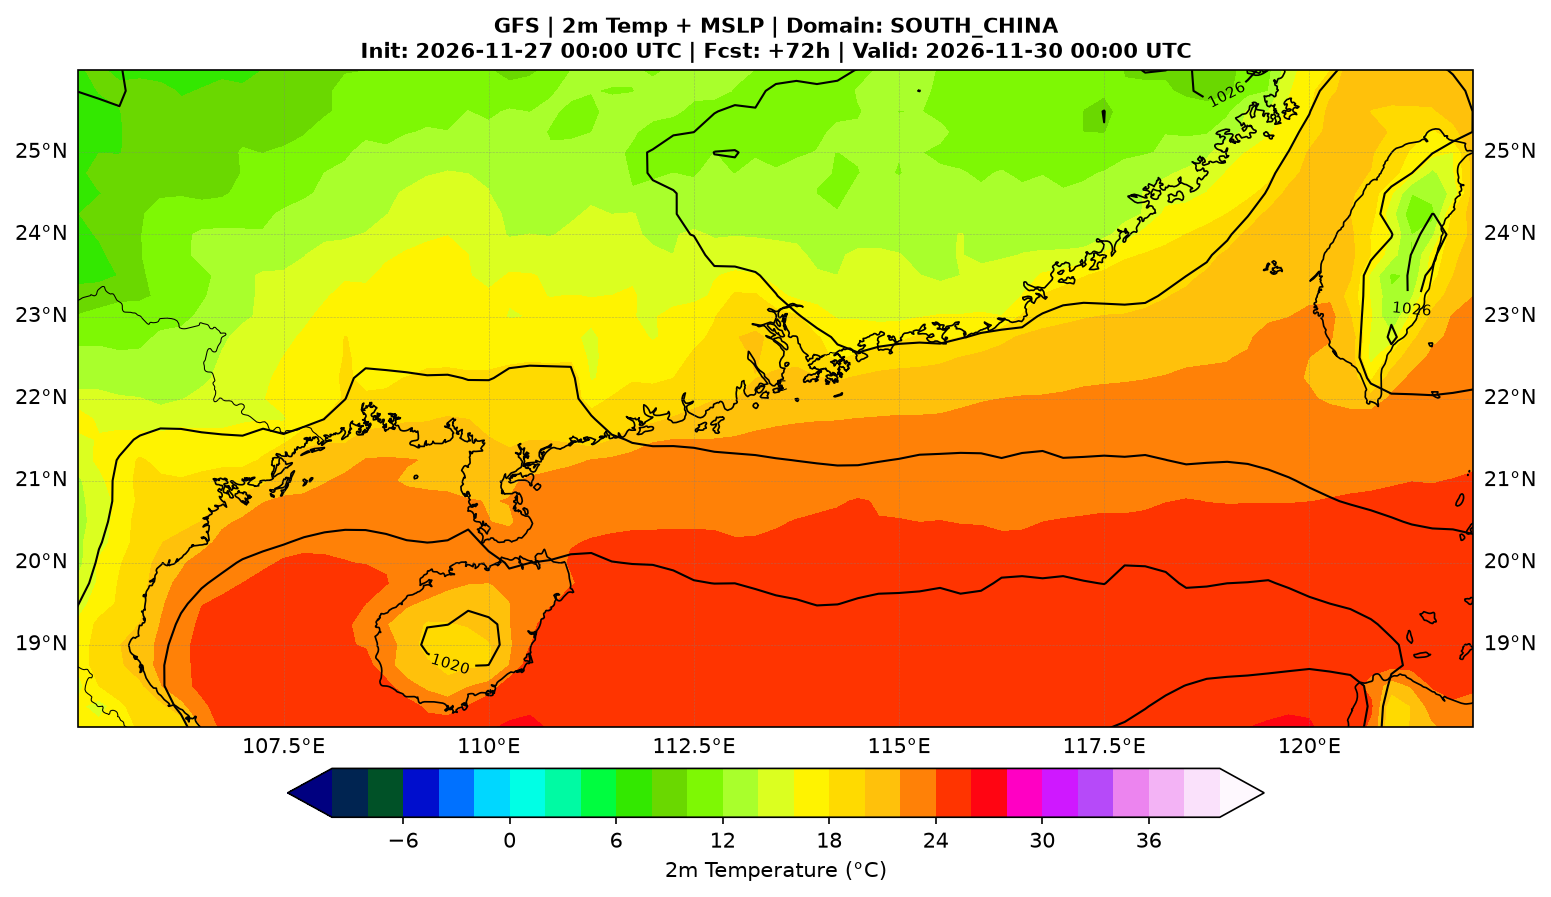 GFS | 2m Temp + MSLP | Domain: SOUTH_CHINA
Init: 2026-11-27 00:00 UTC | Fcst: +72h | Valid: 2026-11-30 00:00 UTC
1026
25°N 25°N
24°N 24°N
1026
23°N 23°N
22°N 22°N
21°N 21°N
20°N 20°N
1020
19°N 19°N
107.5°E 110°E 112.5°E 115°E 117.5°E 120°E
−6 0 6 12 18 24 30 36
2m Temperature (°C)